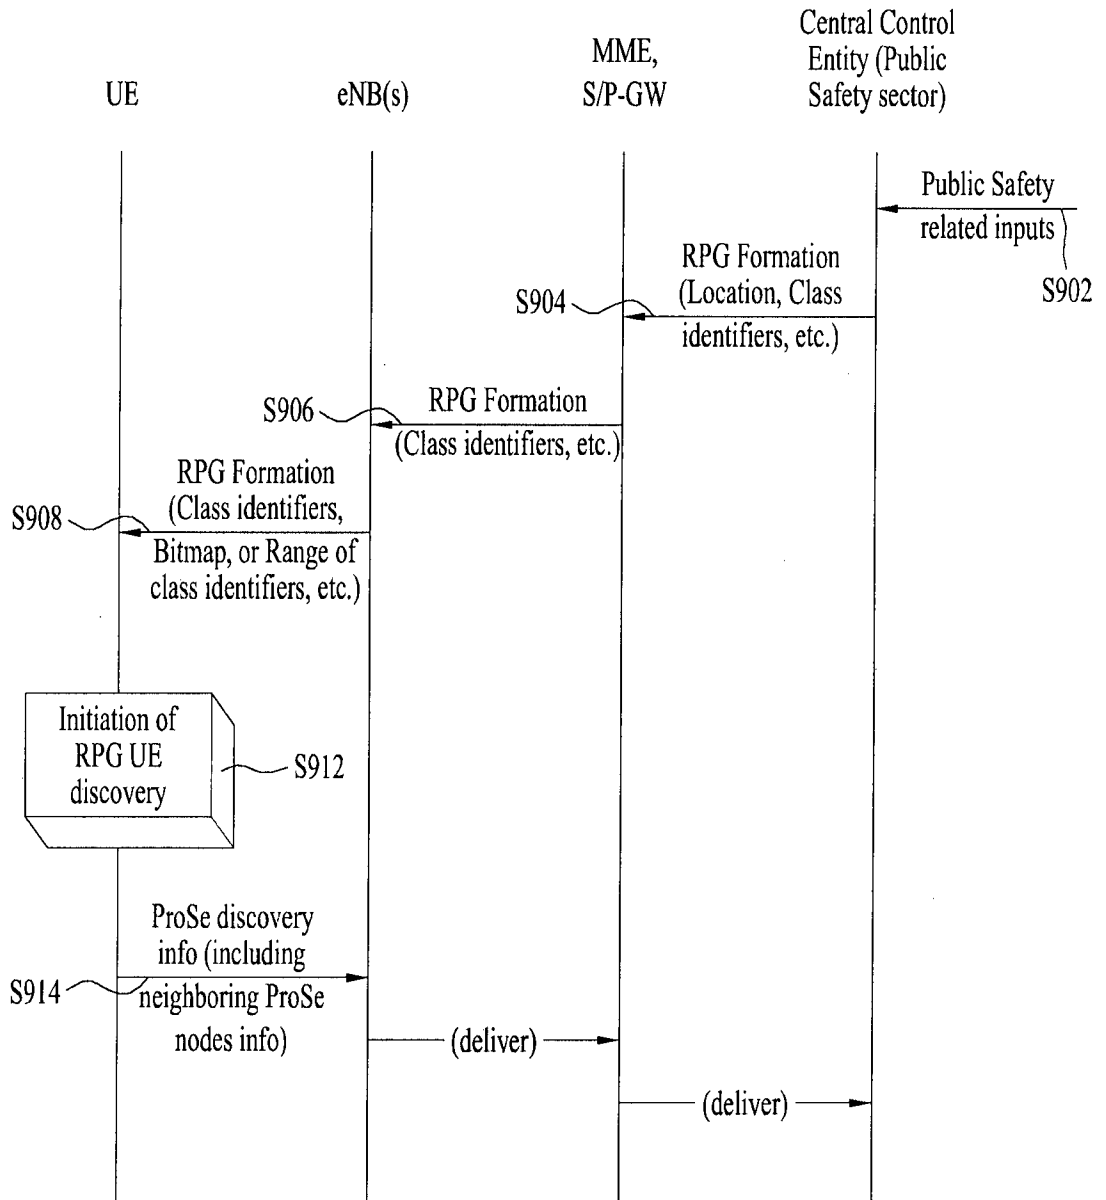 UE
eNB(s)
MME,
S/P-GW
Central Control
Entity (Public
Safety sector)
Public Safety
related inputs
S902
RPG Formation
(Location, Class
identifiers, etc.)
S904
RPG Formation
(Class identifiers, etc.)
S906
RPG Formation
(Class identifiers,
Bitmap, or Range of
class identifiers, etc.)
S908
Initiation of
RPG UE
discovery
S912
ProSe discovery
info (including
neighboring ProSe
nodes info)
S914
(deliver)
(deliver)